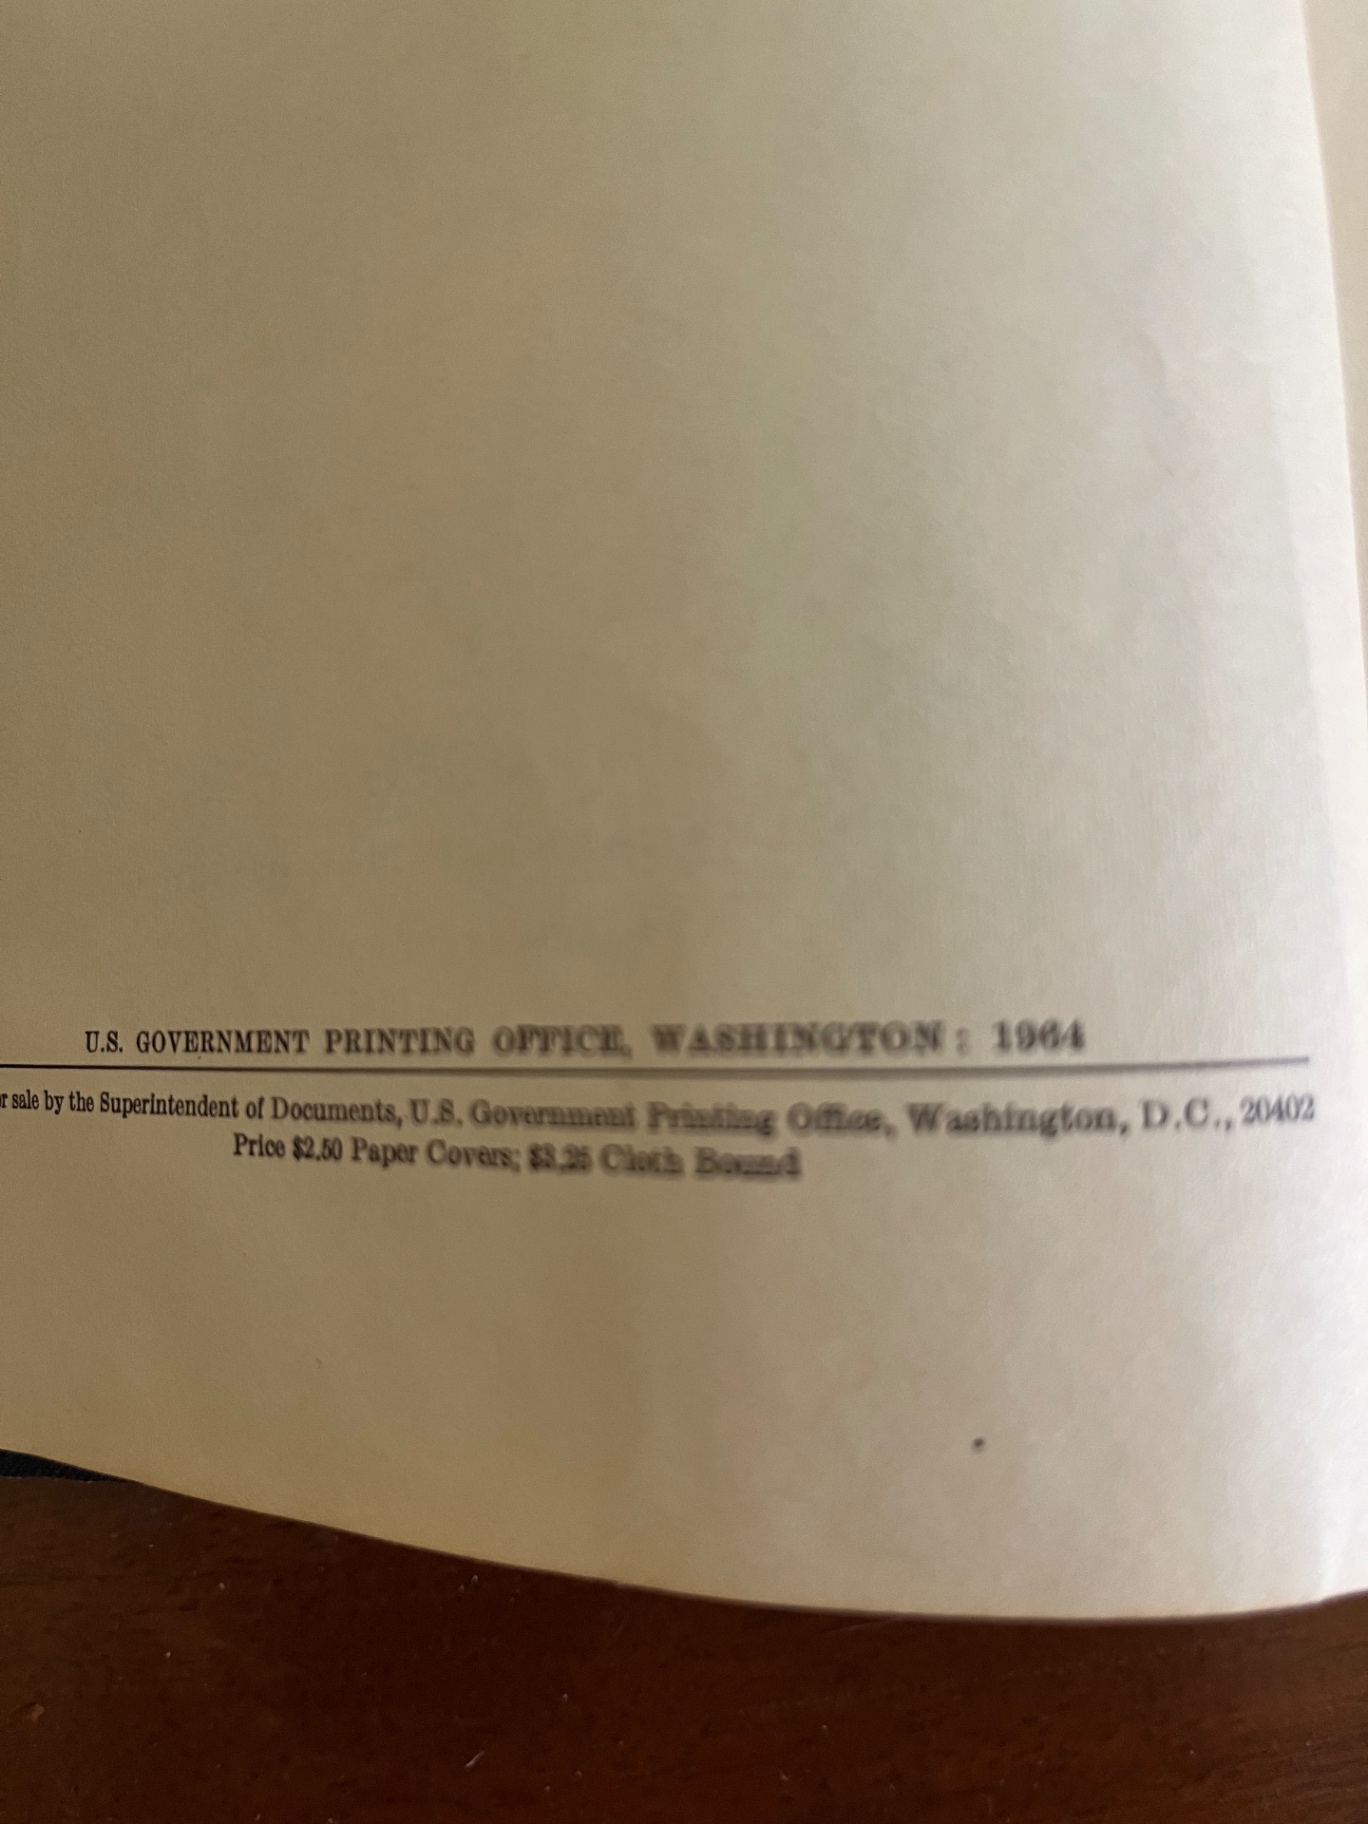 U.S. GOVERNMENT PRINTING OFFICE, WASHINGTON : 1964
r sale by the Superintendent of Documents, U.S. Government Printing Office, Washington, D.C., 20402
Price $2.50 Paper Covers; $3.25 Cloth Bound